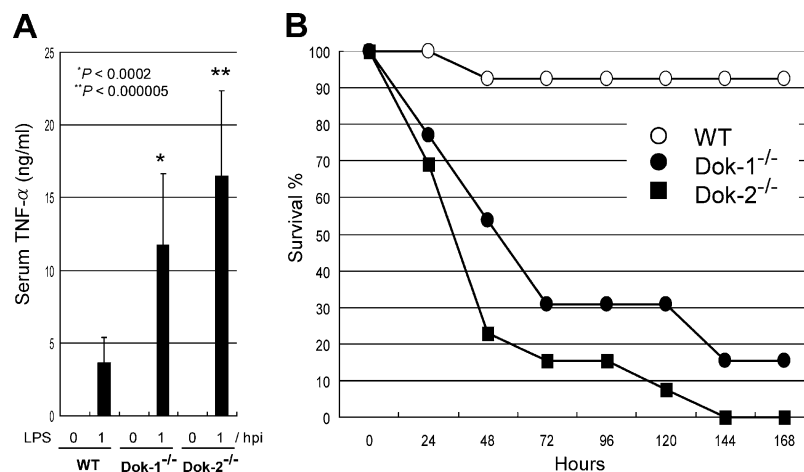 A
Serum TNF-α (ng/ml)
25
20
15
10
5
0
*P < 0.0002
**P < 0.000005
*
**
LPS 0 1 0 1 0 1 / hpi
WT Dok-1-/- Dok-2-/-
B
Survival %
100
90
80
70
60
50
40
30
20
10
0
WT
Dok-1-/-
Dok-2-/-
0 24 48 72 96 120 144 168
Hours